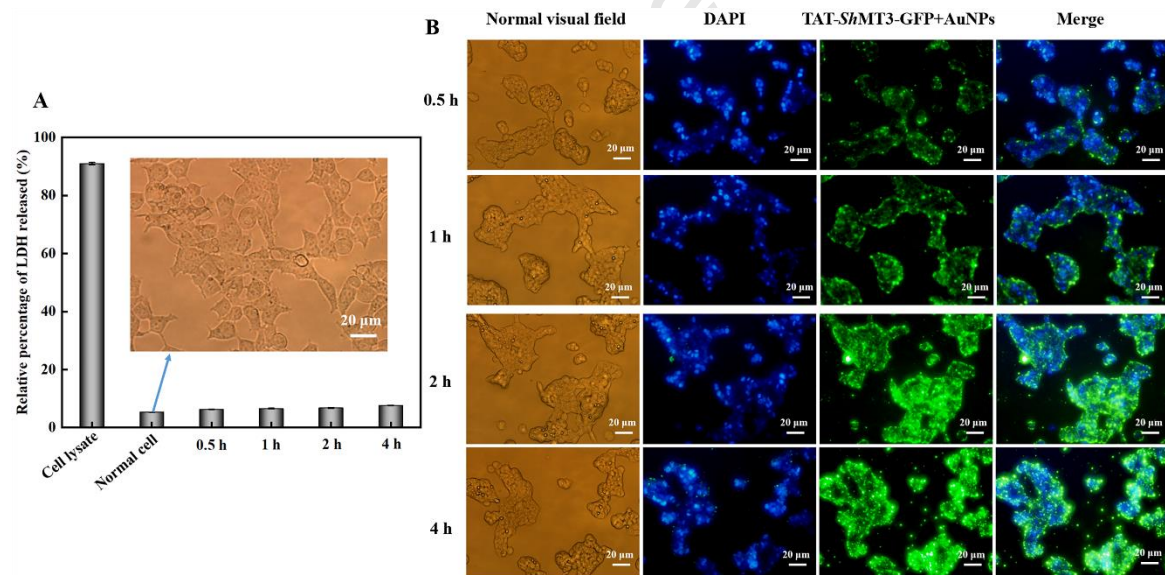 A
Relative percentage of LDH released (%)
100
80
60
40
20
0
20 μm
Cell lysate
Normal cell
0.5 h
1 h
2 h
4 h
B
Normal visual field
DAPI
TAT-ShMT3-GFP+AuNPs
Merge
0.5 h
20 μm
20 μm
20 μm
20 μm
1 h
20 μm
20 μm
20 μm
20 μm
2 h
20 μm
20 μm
20 μm
20 μm
4 h
20 μm
20 μm
20 μm
20 μm